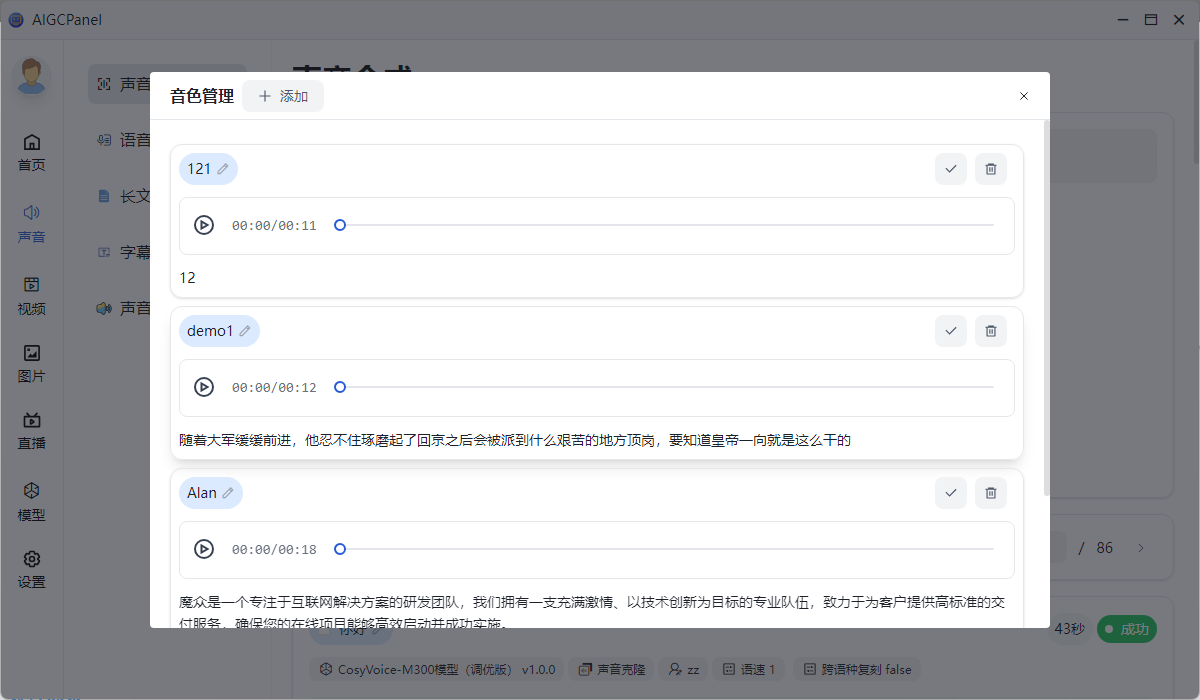 AIGCPanel
首页
声音
视频
图片
直播
模型
设置
声音
语音
长文
字幕
声音
音色管理
添加
121
00:00/00:11
12
demo1
00:00/00:12
随着大军缓缓前进，他忍不住琢磨起了回京之后会被派到什么艰苦的地方顶岗，要知道皇帝一向就是这么干的
Alan
00:00/00:18
魔众是一个专注于互联网解决方案的研发团队，我们拥有一支充满激情、以技术创新为目标的专业队伍，致力于为客户提供高标准的交
付服务，确保您的在线项目能够高效启动并成功实施。
/ 86
你好
43秒
成功
CosyVoice-M300模型（调优版） v1.0.0
声音克隆
zz
语速 1
跨语种复刻 false